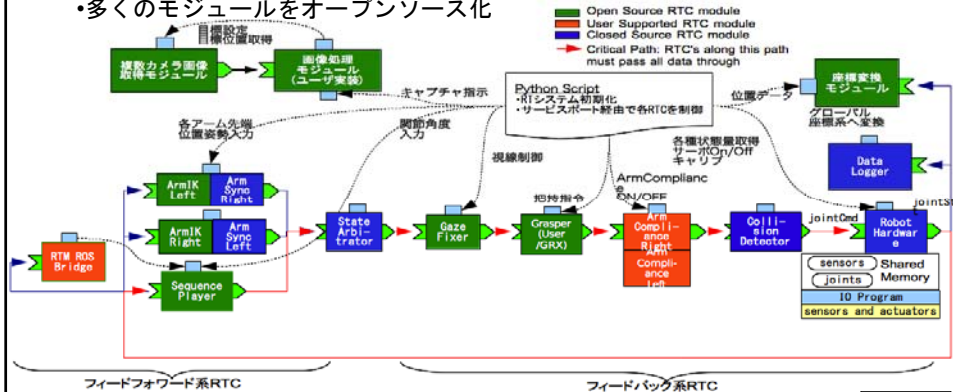 •多くのモジュールをオープンソース化
Open Source RTC module
User Supported RTC module
Closed Source RTC module
Critical Path: RTC's along this path
must pass all data through
目標設定
標位置取得
複数カメラ画像
取得モジュール
画像処理
モジュール
(ユーザ実装)
キャプチャ指示
Python Script
・RTシステム初期化
・サービスポート経由で各RTCを制御
位置データ
座標変換
モジュール
グローバル
座標系へ変換
各アーム先端
位置姿勢入力
関節角度
入力
視線制御
把持指令
ArmComplianc
e
ON/OFF
各種状態量取得
サーボOn/Off
キャリブ
Data
Logger
ArmIK
Left
Arm
Sync
Right
ArmIK
Right
Arm
Sync
Left
RTM ROS
Bridge
Sequence
Player
State
Arbi-
trator
Gaze
Fixer
Grasper
(User
/GRX)
Arm
Compli-
ance
Right
Arm
Compli-
ance
Left
Colli-
sion
Detector
jointCmd
Robot
Hardwar
e
jointSt
sensors
joints
Shared
Memory
IO Program
sensors and actuators
フィードフォワード系RTC
フィードバック系RTC